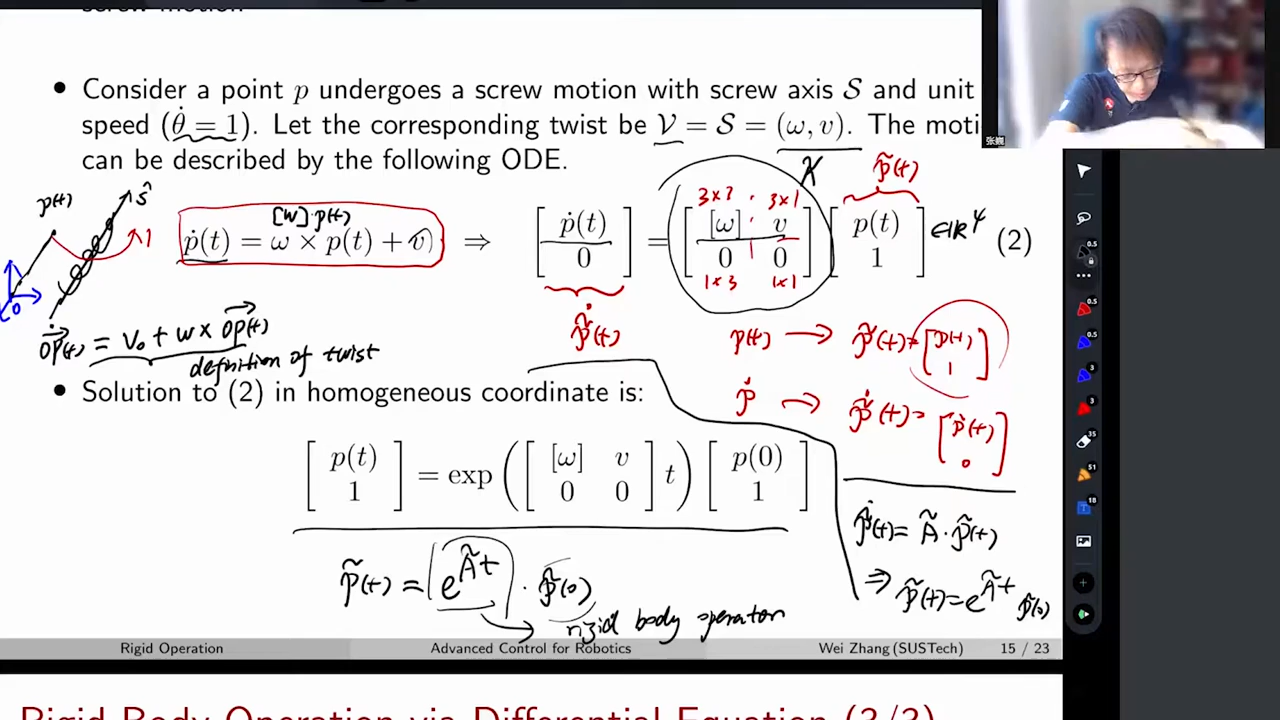 • Consider a point p undergoes a screw motion with screw axis 𝒮 and unit
speed (θ̇ = 1). Let the corresponding twist be 𝒱 = 𝒮 = (ω, v). The moti
can be described by the following ODE.
p(t) Ŝ
[ω]·p(t)
ṗ(t) = ω × p(t) + v ⇒ [ṗ(t); 0] = [[ω] v; 0 0] [p(t); 1] ∈ℝ⁴ (2)
3×3 3×1
1×3 1×1
p̃(t)
p̃̇(t)
O
OṖ(t) = v₀ + ω × OP(t)
definition of twist
p(t) → p̃(t) = [p(t); 1]
ṗ → p̃̇(t) = [ṗ(t); 0]
• Solution to (2) in homogeneous coordinate is:
[p(t); 1] = exp([[ω] v; 0 0] t) [p(0); 1]
p̃̇(t) = Ã · p̃(t)
⇒ p̃(t) = e^{Ãt} p̃(0)
p̃(t) = e^{Ãt} · p̃(0)
rigid body operator
Rigid Operation Advanced Control for Robotics Wei Zhang (SUSTech) 15 / 23
张巍